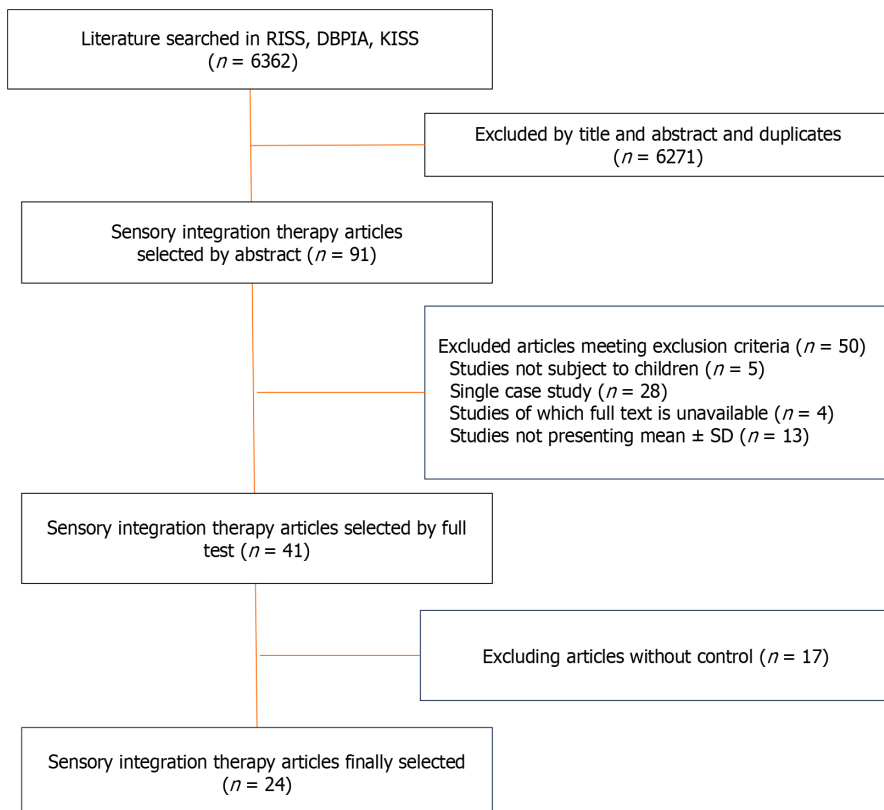 Literature searched in RISS, DBPIA, KISS
(n = 6362)
Excluded by title and abstract and duplicates
(n = 6271)
Sensory integration therapy articles
selected by abstract (n = 91)
Excluded articles meeting exclusion criteria (n = 50)
Studies not subject to children (n = 5)
Single case study (n = 28)
Studies of which full text is unavailable (n = 4)
Studies not presenting mean ± SD (n = 13)
Sensory integration therapy articles selected by full
test (n = 41)
Excluding articles without control (n = 17)
Sensory integration therapy articles finally selected
(n = 24)